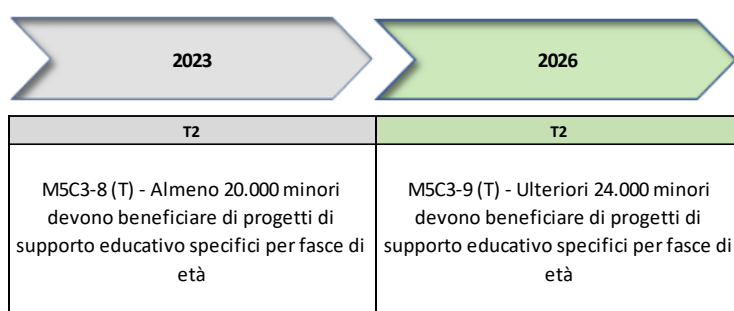 2023
2026
T2
T2
M5C3-8 (T) - Almeno 20.000 minori
devono beneficiare di progetti di
supporto educativo specifici per fasce di
età
M5C3-9 (T) - Ulteriori 24.000 minori
devono beneficiare di progetti di
supporto educativo specifici per fasce di
età